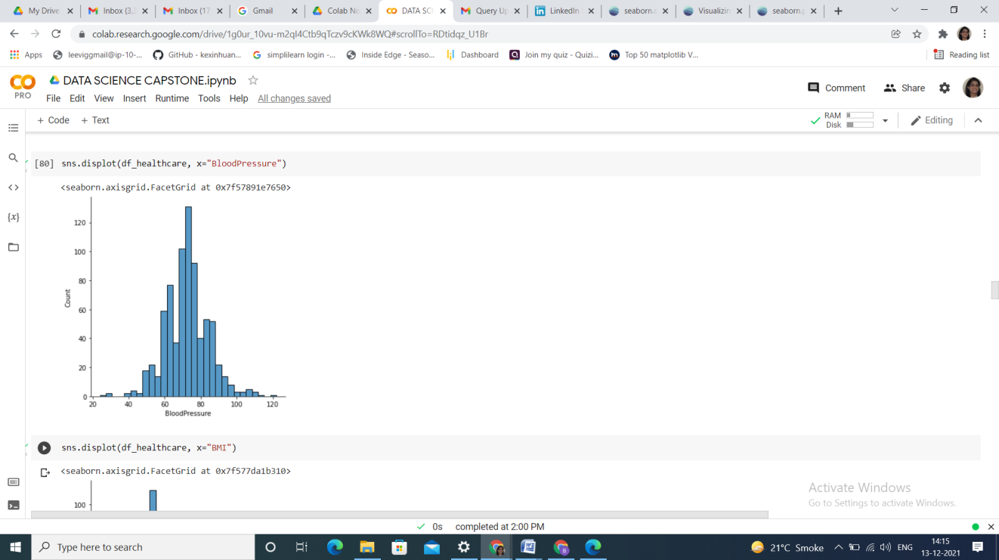 My Drive
Inbox (3,3
Inbox (17
Gmail
Colab No
DATA SCI
Query Up
LinkedIn
seaborn.
Visualizin
seaborn.p
colab.research.google.com/drive/1g0ur_10vu-m2ql4Ctb9qTczv9cKWk8WQ#scrollTo=RDtidqz_U1Br
Apps
leeviggmail@ip-10-...
GitHub - kexinhuan...
simplilearn login -...
Inside Edge - Seaso...
Dashboard
Join my quiz - Quizi...
Top 50 matplotlib V...
Reading list
PRO
DATA SCIENCE CAPSTONE.ipynb
File Edit View Insert Runtime Tools Help All changes saved
Comment
Share
+ Code + Text
RAM
Disk
Editing
[80] sns.displot(df_healthcare, x="BloodPressure")
<seaborn.axisgrid.FacetGrid at 0x7f57891e7650>
120
100
80
60
40
20
0
Count
20 40 60 80 100 120
BloodPressure
sns.displot(df_healthcare, x="BMI")
<seaborn.axisgrid.FacetGrid at 0x7f577da1b310>
100
Activate Windows
Go to Settings to activate Windows.
0s completed at 2:00 PM
Type here to search
21°C Smoke
ENG
14:15
13-12-2021